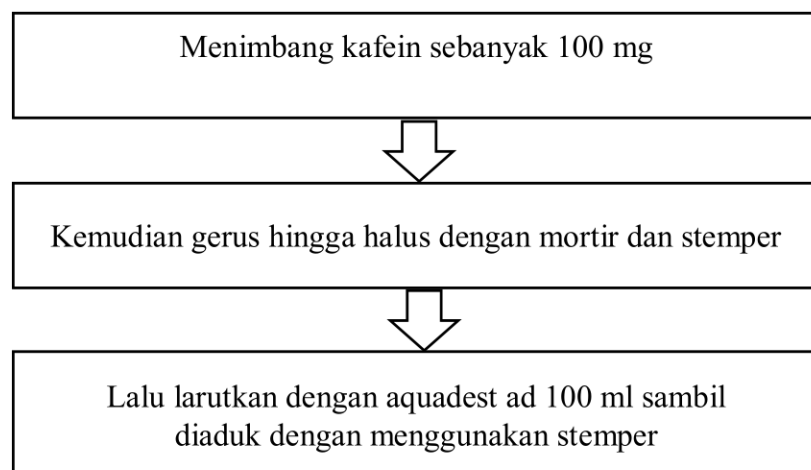 Menimbang kafein sebanyak 100 mg
Kemudian gerus hingga halus dengan mortir dan stemper
Lalu larutkan dengan aquadest ad 100 ml sambil
diaduk dengan menggunakan stemper